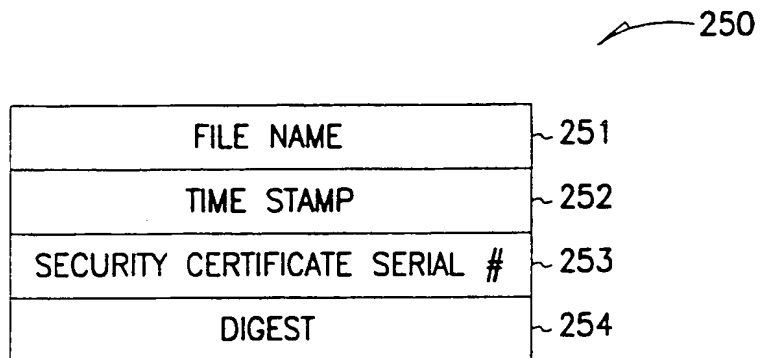 250
FILE NAME 251
TIME STAMP 252
SECURITY CERTIFICATE SERIAL # 253
DIGEST 254